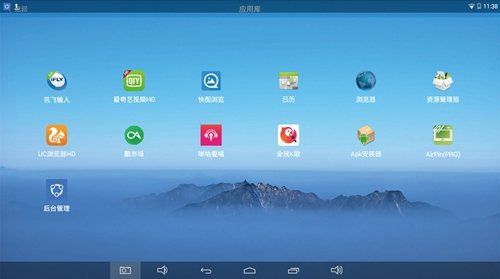 返回
应用库
11:38
iFLY
讯飞输入
iQIYI
爱奇艺视频HD
快图浏览
日历
浏览器
资源管理器
UC浏览器HD
酷市场
咪咕爱唱
全民K歌
Apk安装器
AirPin(PRO)
后台管理